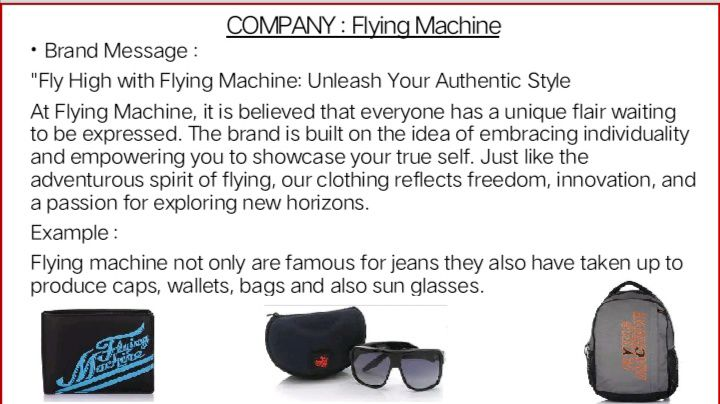 COMPANY : Flying Machine
• Brand Message :
"Fly High with Flying Machine: Unleash Your Authentic Style
At Flying Machine, it is believed that everyone has a unique flair waiting
to be expressed. The brand is built on the idea of embracing individuality
and empowering you to showcase your true self. Just like the
adventurous spirit of flying, our clothing reflects freedom, innovation, and
a passion for exploring new horizons.
Example :
Flying machine not only are famous for jeans they also have taken up to
produce caps, wallets, bags and also sun glasses.
Flying
Machine